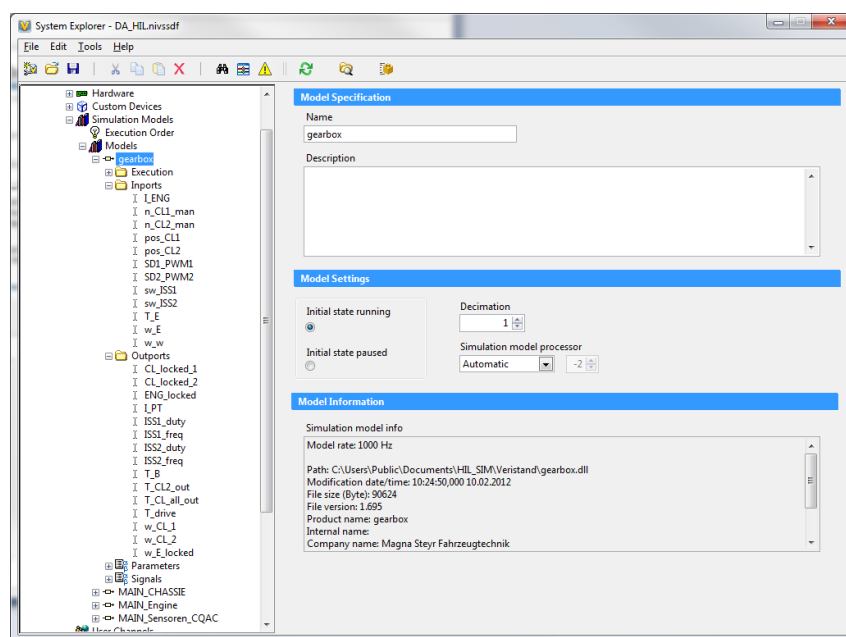 System Explorer - DA_HIL.nivssdf
File Edit Tools Help
Hardware
Custom Devices
Simulation Models
Execution Order
Models
gearbox
Execution
Inports
I_ENG
n_CL1_man
n_CL2_man
pos_CL1
pos_CL2
SD1_PWM1
SD2_PWM2
sw_ISS1
sw_ISS2
T_E
w_E
w_w
Outports
CL_locked_1
CL_locked_2
ENG_locked
I_PT
ISS1_duty
ISS1_freq
ISS2_duty
ISS2_freq
T_B
T_CL2_out
T_CL_all_out
T_drive
w_CL_1
w_CL_2
w_E_locked
Parameters
Signals
MAIN_CHASSIE
MAIN_Engine
MAIN_Sensoren_CQAC
User Channels
Model Specification
Name
gearbox
Description
Model Settings
Initial state running
Initial state paused
Decimation
1
Simulation model processor
Automatic -2
Model Information
Simulation model info
Model rate: 1000 Hz
Path: C:\Users\Public\Documents\HIL_SIM\Veristand\gearbox.dll
Modification date/time: 10:24:50,000 10.02.2012
File size (Byte): 90624
File version: 1.695
Product name: gearbox
Internal name:
Company name: Magna Steyr Fahrzeugtechnik